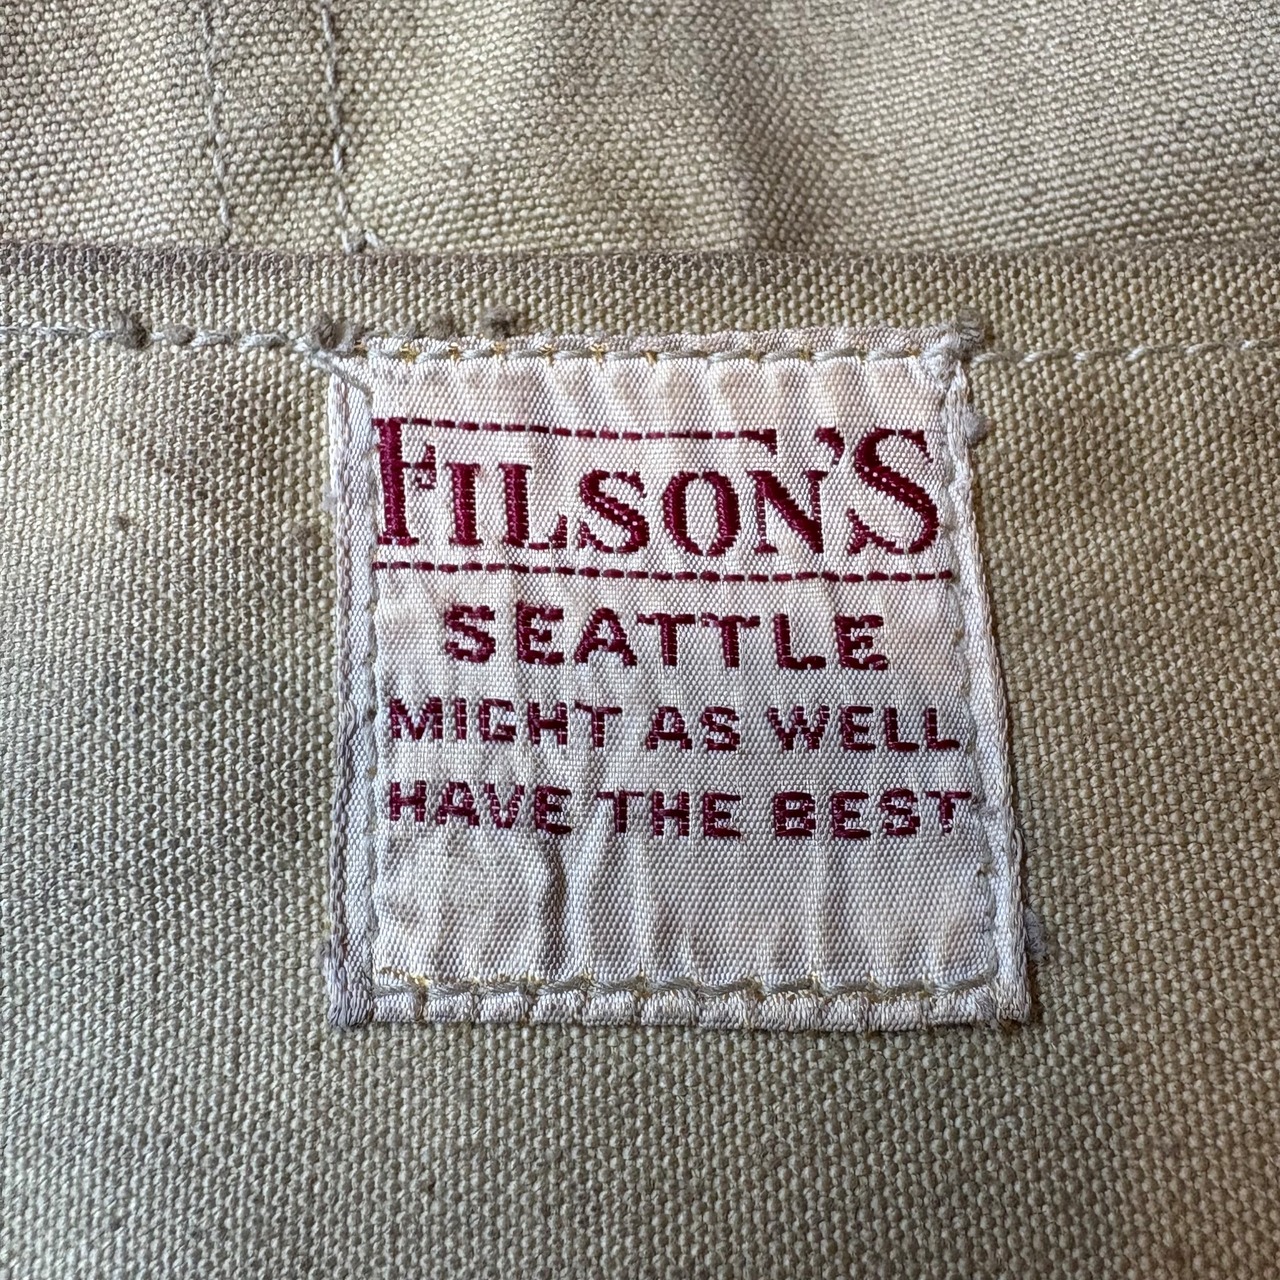 FILSON'S
SEATTLE
MIGHT AS WELL
HAVE THE BEST